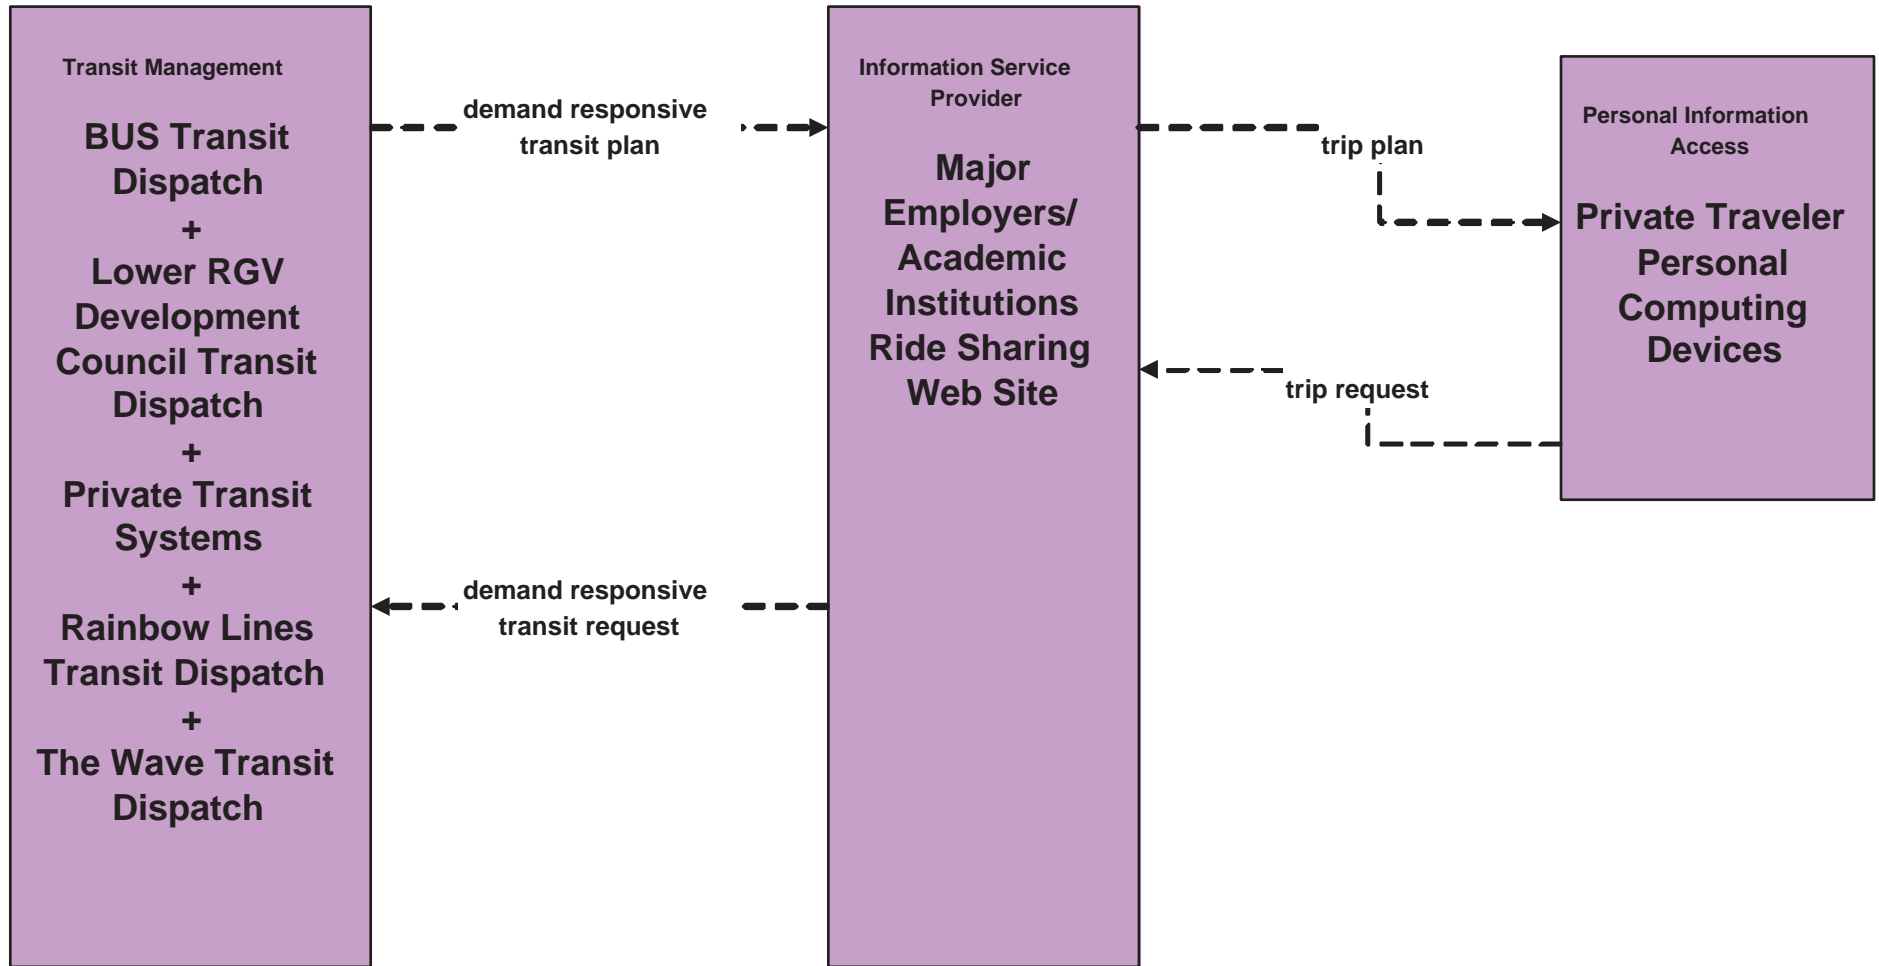 Transit Management
BUS Transit
Dispatch
+
Lower RGV
Development
Council Transit
Dispatch
+
Private Transit
Systems
+
Rainbow Lines
Transit Dispatch
+
The Wave Transit
Dispatch
demand responsive
transit plan
demand responsive
transit request
Information Service
Provider
Major
Employers/
Academic
Institutions
Ride Sharing
Web Site
trip plan
trip request
Personal Information
Access
Private Traveler
Personal
Computing
Devices